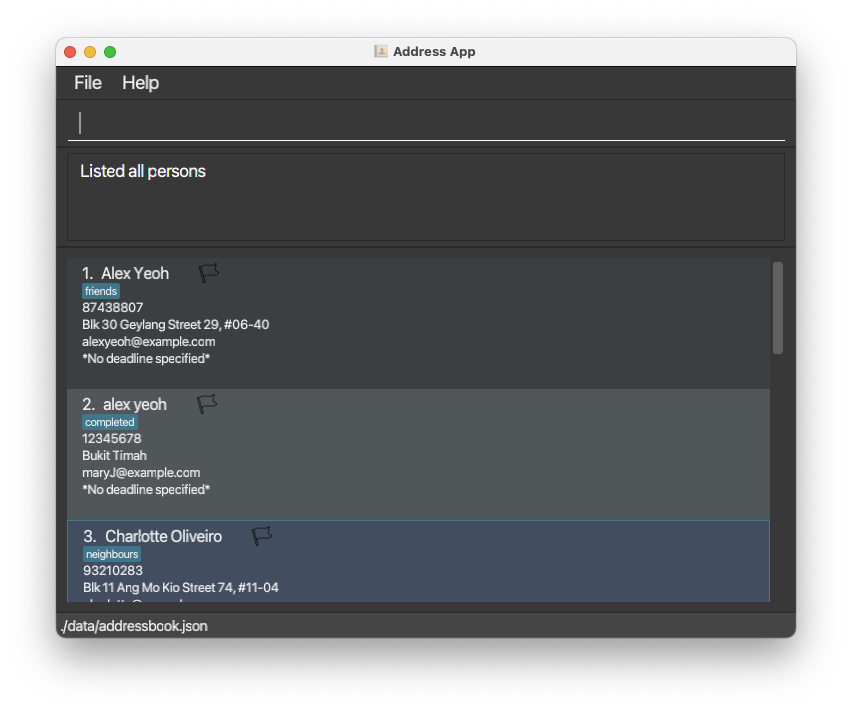 Address App
File Help
Listed all persons
1. Alex Yeoh
friends
87438807
Blk 30 Geylang Street 29, #06-40
alexyeoh@example.com
*No deadline specified*
2. alex yeoh
completed
12345678
Bukit Timah
maryJ@example.com
*No deadline specified*
3. Charlotte Oliveiro
neighbours
93210283
Blk 11 Ang Mo Kio Street 74, #11-04
./data/addressbook.json